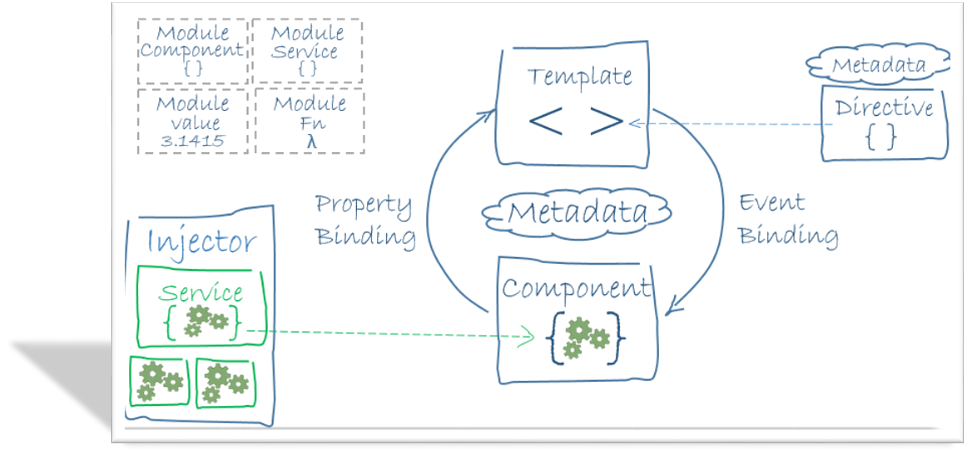 Module
Component
{ }
Module
Service
{ }
Module
value
3.1415
Module
Fn
λ
Template
< >
Metadata
Directive
{ }
Property
Binding
Metadata
Event
Binding
Injector
Service
{ }
Component
{ }